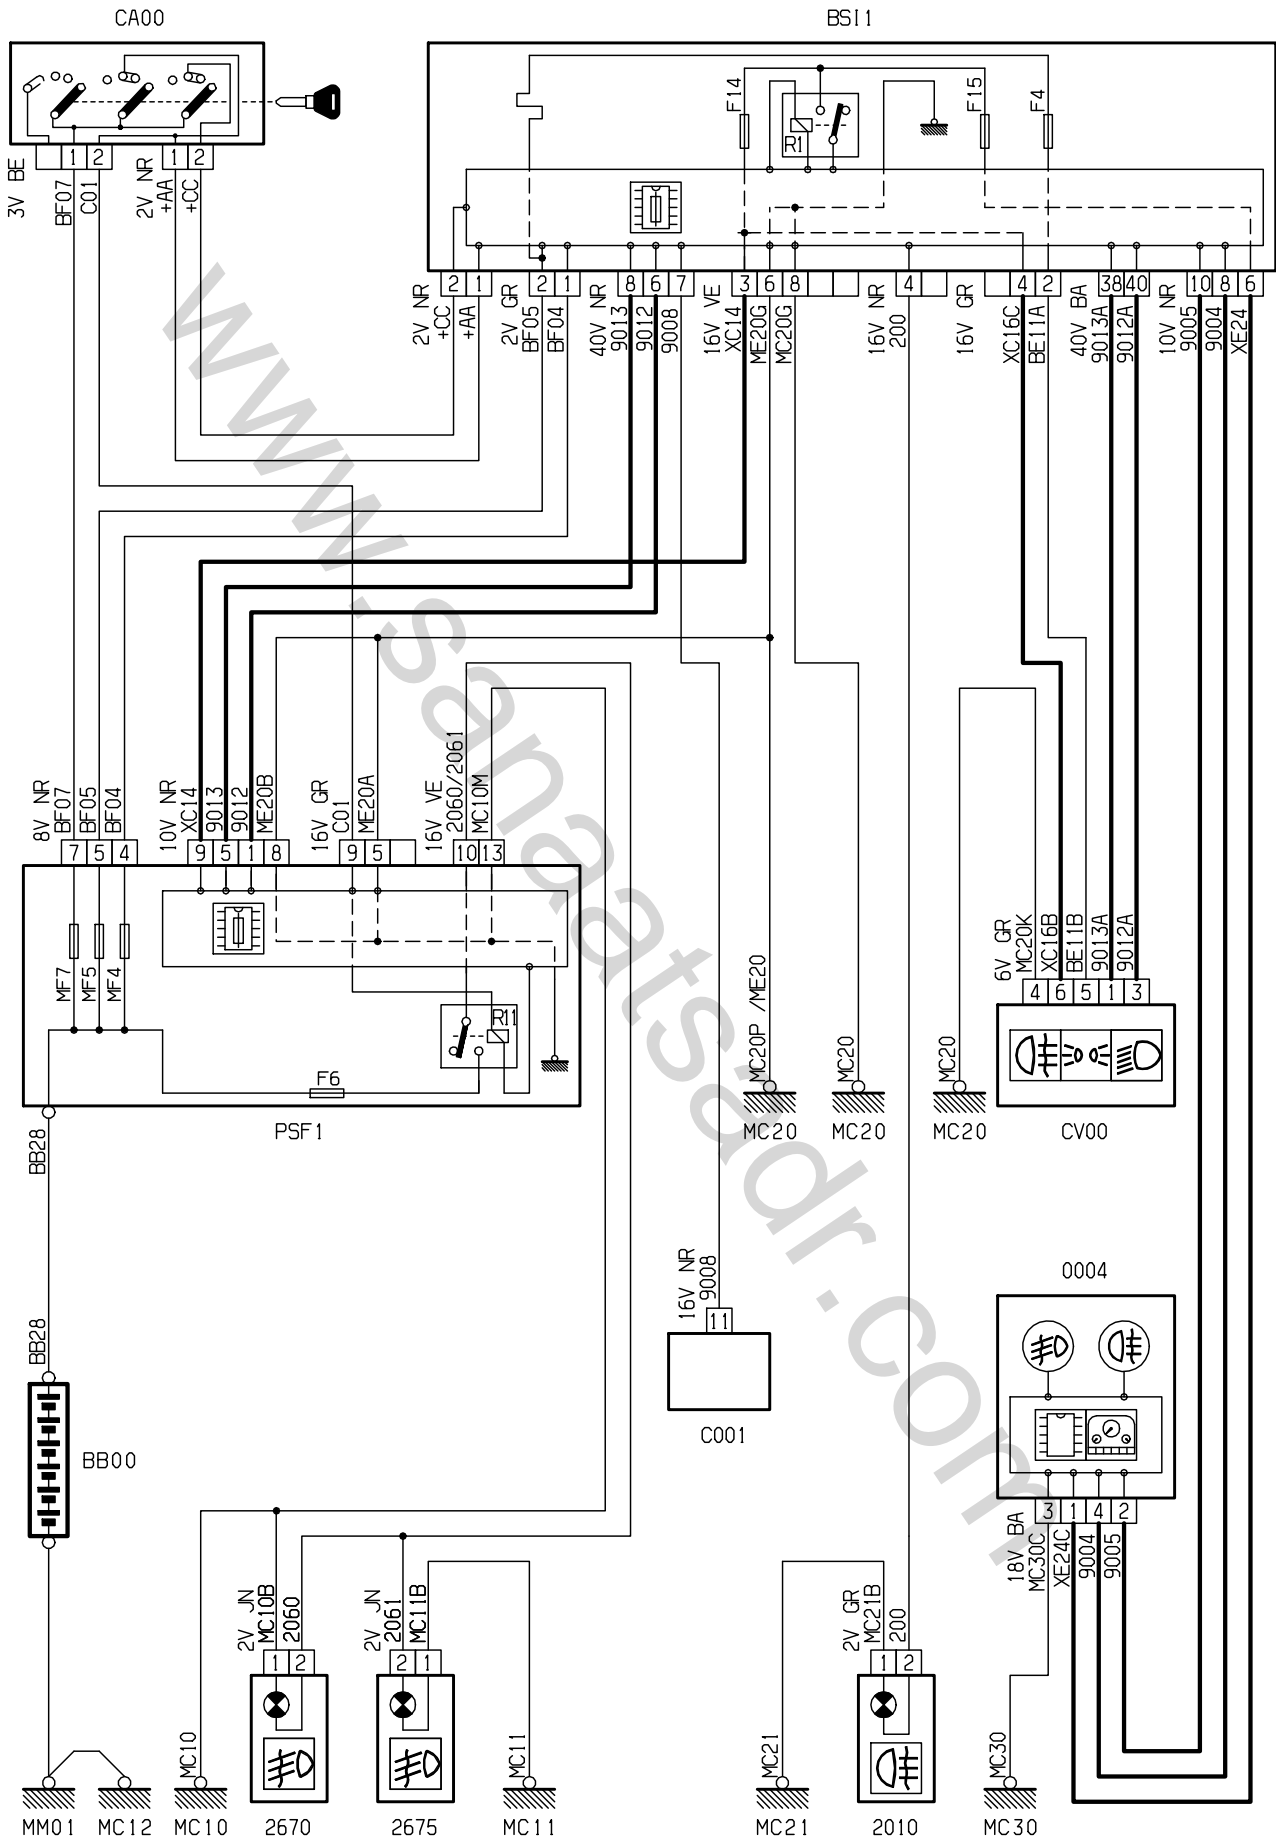 CA00
BSI1
F14
F15
F4
R1
1 2
1 2
3V BE
BF07
C01
2V NR
+AA
+CC
2 1
2 1
8 6 7
3 6 8
4
4 2
38 40
10 8 6
2V NR
+CC
+AA
2V GR
BF05
BF04
40V NR
9013
9012
9008
16V VE
XC14
ME20G
MC20G
16V NR
200
16V GR
XC16C
BE11A
40V BA
9013A
9012A
10V NR
9005
9004
XE24
www.sanaatsadr.com
8V NR
BF07
BF05
BF04
10V NR
XC14
9013
9012
ME20B
16V GR
C01
ME20A
16V VE
2060/2061
MC10M
7 5 4
9 5 1 8
9 5
10 13
MF7
MF5
MF4
R11
F6
PSF1
6V GR
MC20K
XC16B
BE11B
9013A
9012A
4 6 5 1 3
MC20P /ME20
MC20
MC20
MC20
MC20
MC20
CV00
BB28
BB28
BB00
16V NR
9008
11
C001
0004
3 1 4 2
18V BA
MC30C
XE24C
9004
9005
2V JN
MC10B
2060
2V JN
2061
MC11B
2V GR
MC21B
200
1 2
2 1
1 2
MC10
MC11
MC21
MC30
MM01
MC12
MC10
2670
2675
MC11
MC21
2010
MC30